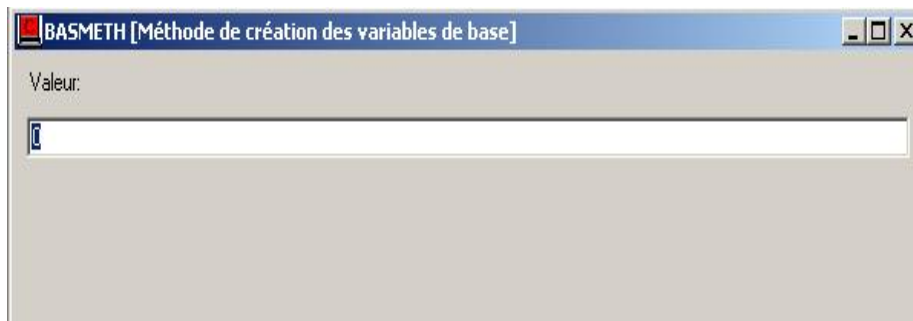 BASMETH [Méthode de création des variables de base]
Valeur:
0